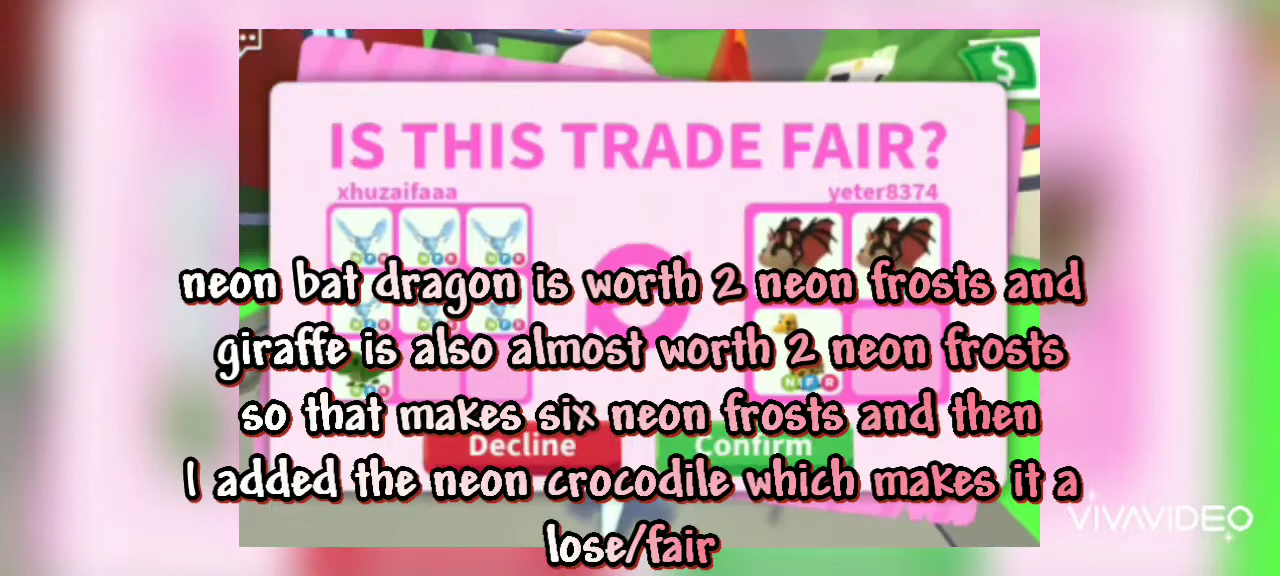 $
IS THIS TRADE FAIR?
xhuzaifaaa yeter8374
N F R N F R N F R
neon bat dragon is worth 2 neon frosts and
giraffe is also almost worth 2 neon frosts
N F R
so that makes six neon frosts and then
Decline Confirm
I added the neon crocodile which makes it a
lose/fair
VIVAVIDEO